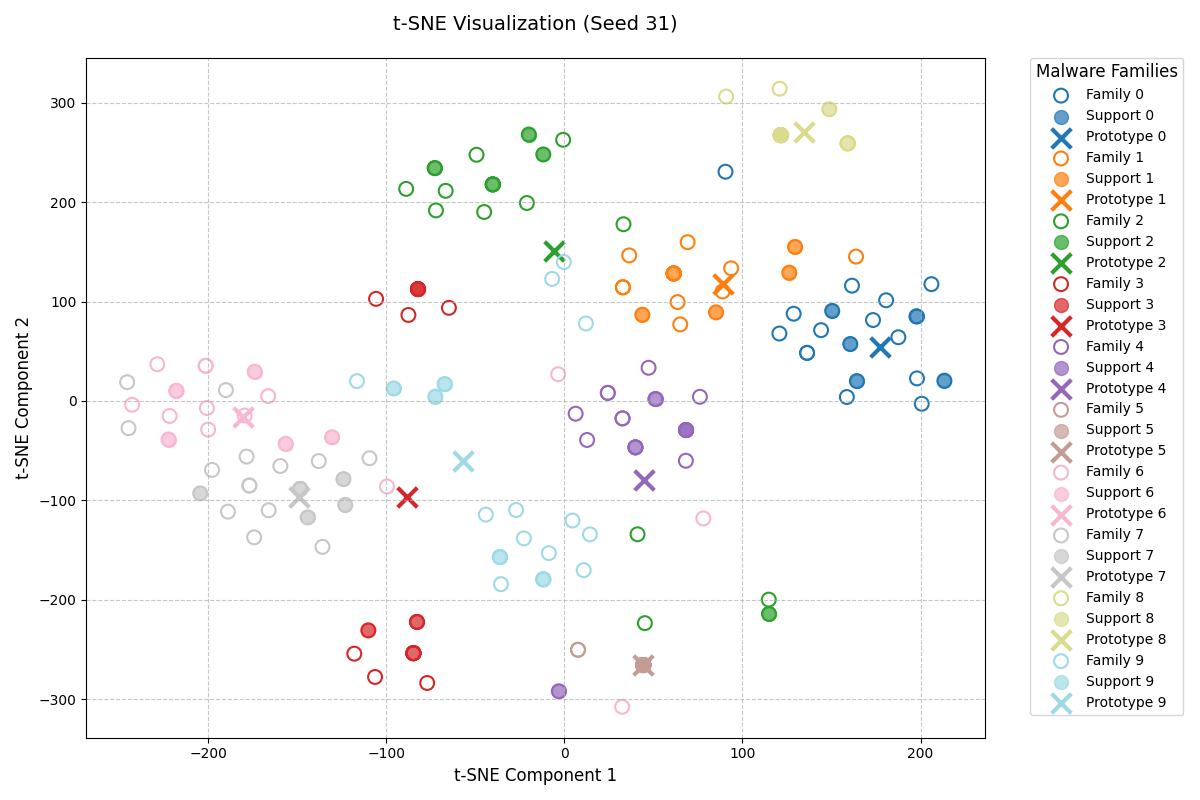 t-SNE Visualization (Seed 31)
Malware Families
Family 0
Support 0
Prototype 0
Family 1
Support 1
Prototype 1
Family 2
Support 2
Prototype 2
Family 3
Support 3
Prototype 3
Family 4
Support 4
Prototype 4
Family 5
Support 5
Prototype 5
Family 6
Support 6
Prototype 6
Family 7
Support 7
Prototype 7
Family 8
Support 8
Prototype 8
Family 9
Support 9
Prototype 9
t-SNE Component 2
300
200
100
0
−100
−200
−300
−200
−100
0
100
200
t-SNE Component 1